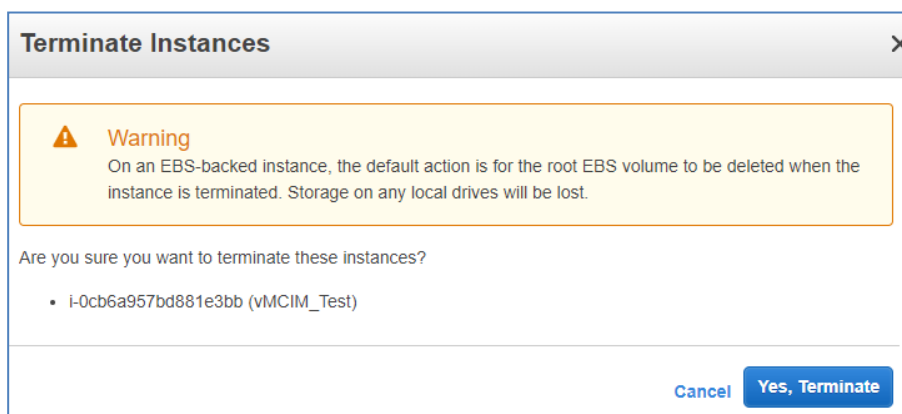 Terminate Instances
Warning
On an EBS-backed instance, the default action is for the root EBS volume to be deleted when the
instance is terminated. Storage on any local drives will be lost.
Are you sure you want to terminate these instances?
• i-0cb6a957bd881e3bb (vMCIM_Test)
Cancel
Yes, Terminate